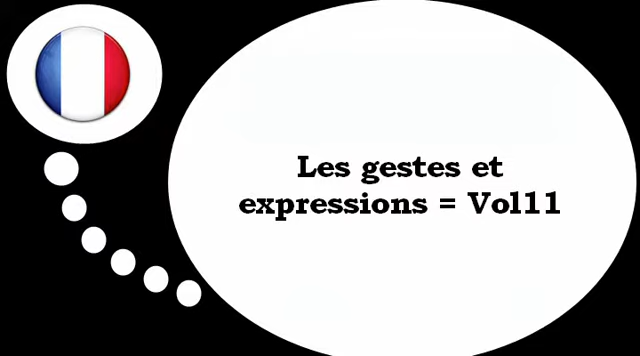 Les gestes et
expressions = Vol11